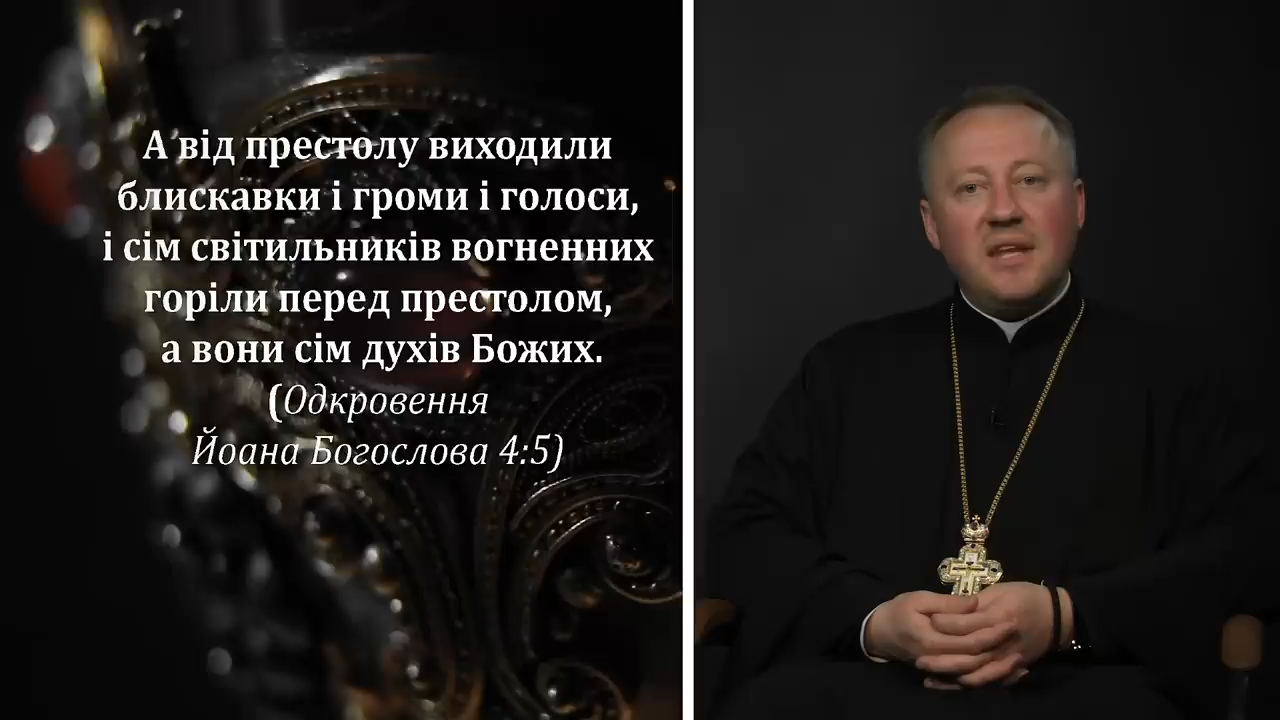 А від престолу виходили
блискавки і громи і голоси,
і сім світильників вогненних
горіли перед престолом,
а вони сім духів Божих.
(Одкровення
Йоана Богослова 4:5)